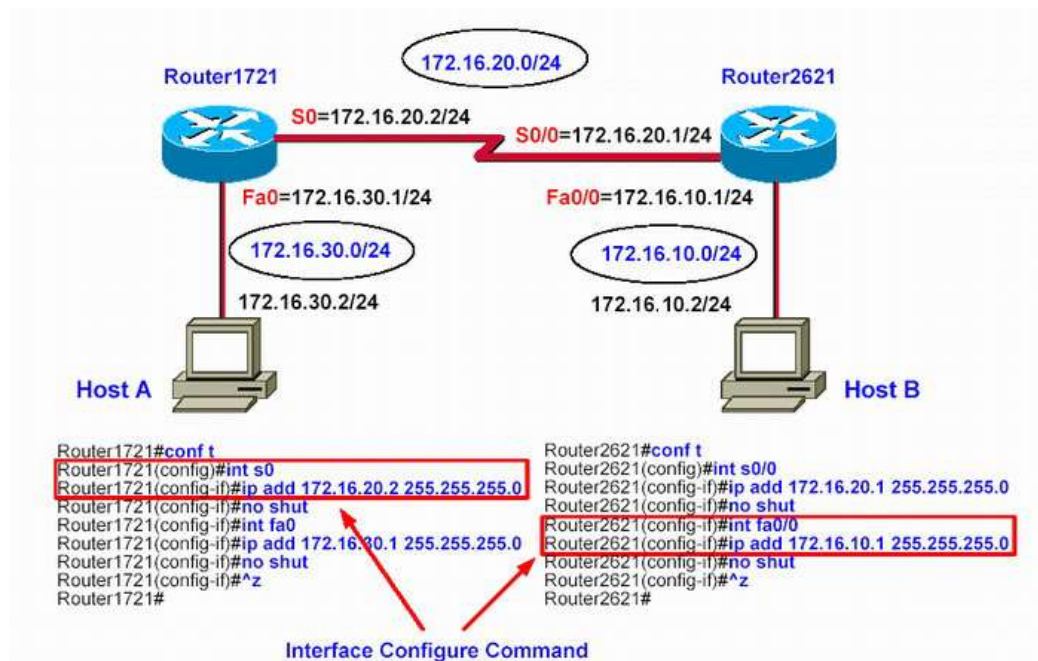 172.16.20.0/24
Router1721
Router2621
S0=172.16.20.2/24
S0/0=172.16.20.1/24
Fa0=172.16.30.1/24
Fa0/0=172.16.10.1/24
172.16.30.0/24
172.16.10.0/24
172.16.30.2/24
172.16.10.2/24
Host A
Host B
Router1721#conf t
Router1721(config)#int s0
Router1721(config-if)#ip add 172.16.20.2 255.255.255.0
Router1721(config-if)#no shut
Router1721(config-if)#int fa0
Router1721(config-if)#ip add 172.16.30.1 255.255.255.0
Router1721(config-if)#no shut
Router1721(config-if)#^z
Router1721#
Router2621#conf t
Router2621(config)#int s0/0
Router2621(config-if)#ip add 172.16.20.1 255.255.255.0
Router2621(config-if)#no shut
Router2621(config-if)#int fa0/0
Router2621(config-if)#ip add 172.16.10.1 255.255.255.0
Router2621(config-if)#no shut
Router2621(config-if)#^z
Router2621#
Interface Configure Command